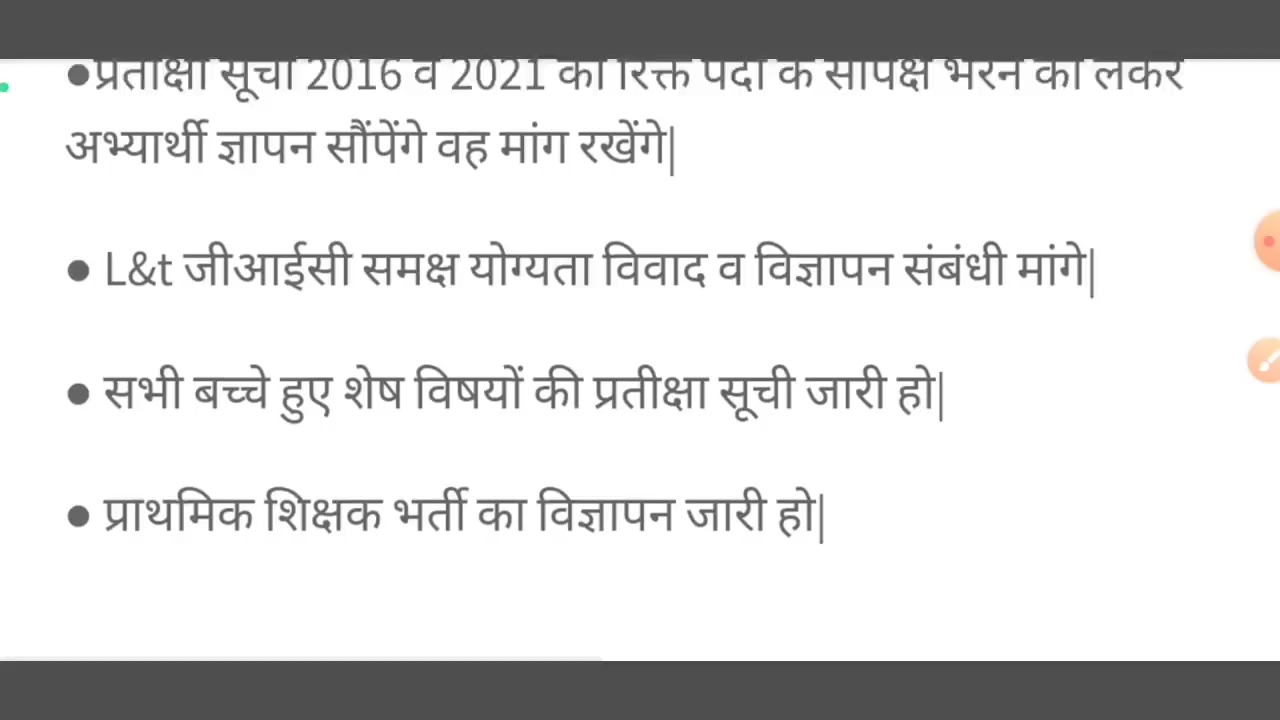 ●प्रतीक्षा सूची 2016 व 2021 को रिक्त पदों के सापेक्ष भरने को लेकर
अभ्यार्थी ज्ञापन सौंपेंगे वह मांग रखेंगे|
● L&t जीआईसी समक्ष योग्यता विवाद व विज्ञापन संबंधी मांगे|
● सभी बच्चे हुए शेष विषयों की प्रतीक्षा सूची जारी हो|
● प्राथमिक शिक्षक भर्ती का विज्ञापन जारी हो|